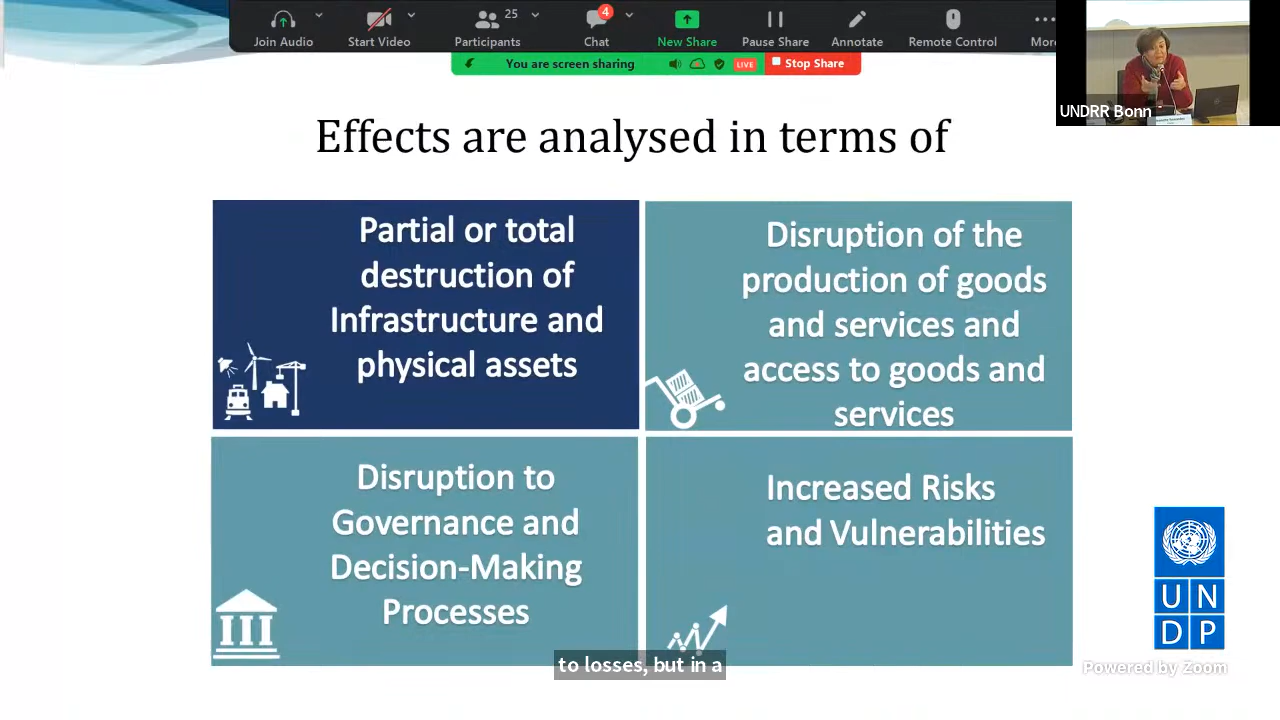 25
4
Join Audio
Start Video
Participants
Chat
New Share
Pause Share
Annotate
Remote Control
More
You are screen sharing
LIVE
Stop Share
UNDRR Bonn
Effects are analysed in terms of
Partial or total
destruction of
Infrastructure and
physical assets
Disruption of the
production of goods
and services and
access to goods and
services
Disruption to
Governance and
Decision-Making
Processes
Increased Risks
and Vulnerabilities
U N
D P
to losses, but in a
Powered by Zoom